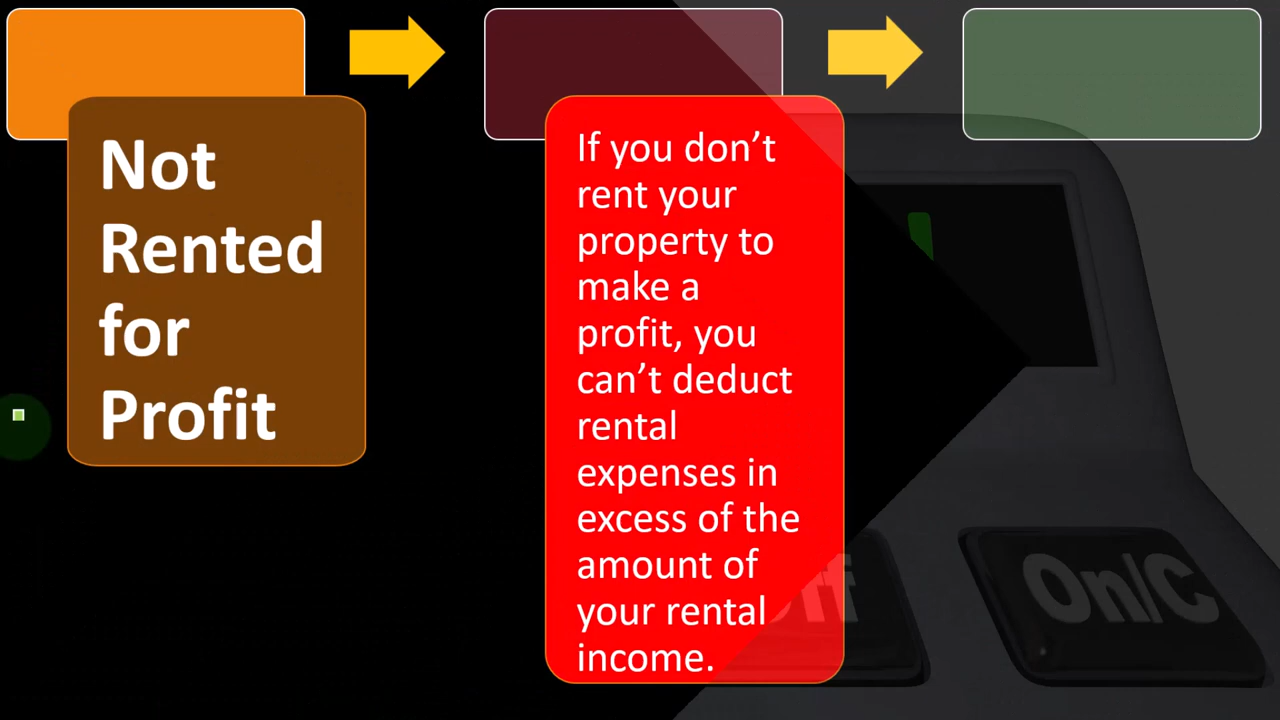 Not
Rented
for
Profit
If you don’t
rent your
property to
make a
profit, you
can’t deduct
rental
expenses in
excess of the
amount of
your rental
income.
On/C